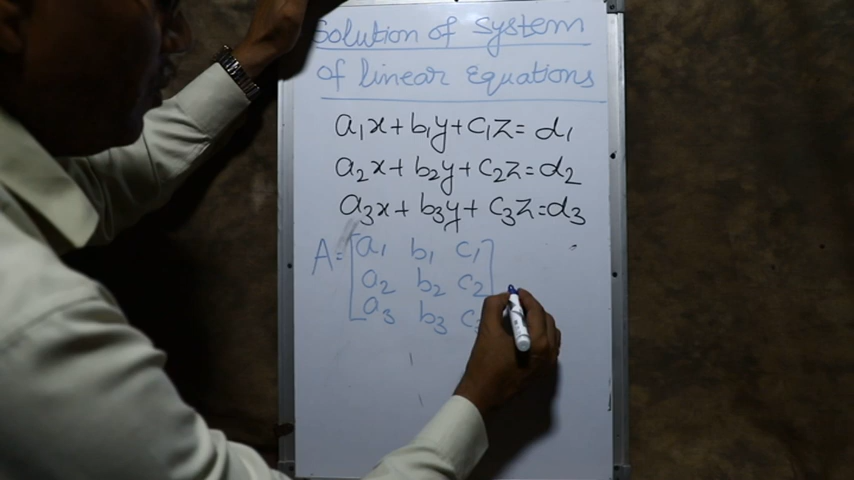 Solution of system
of linear Equations
a₁x + b₁y + c₁z = d₁
a₂x + b₂y + c₂z = d₂
a₃x + b₃y + c₃z = d₃
A = [a₁ b₁ c₁]
a₂ b₂ c₂
a₃ b₃ c₃